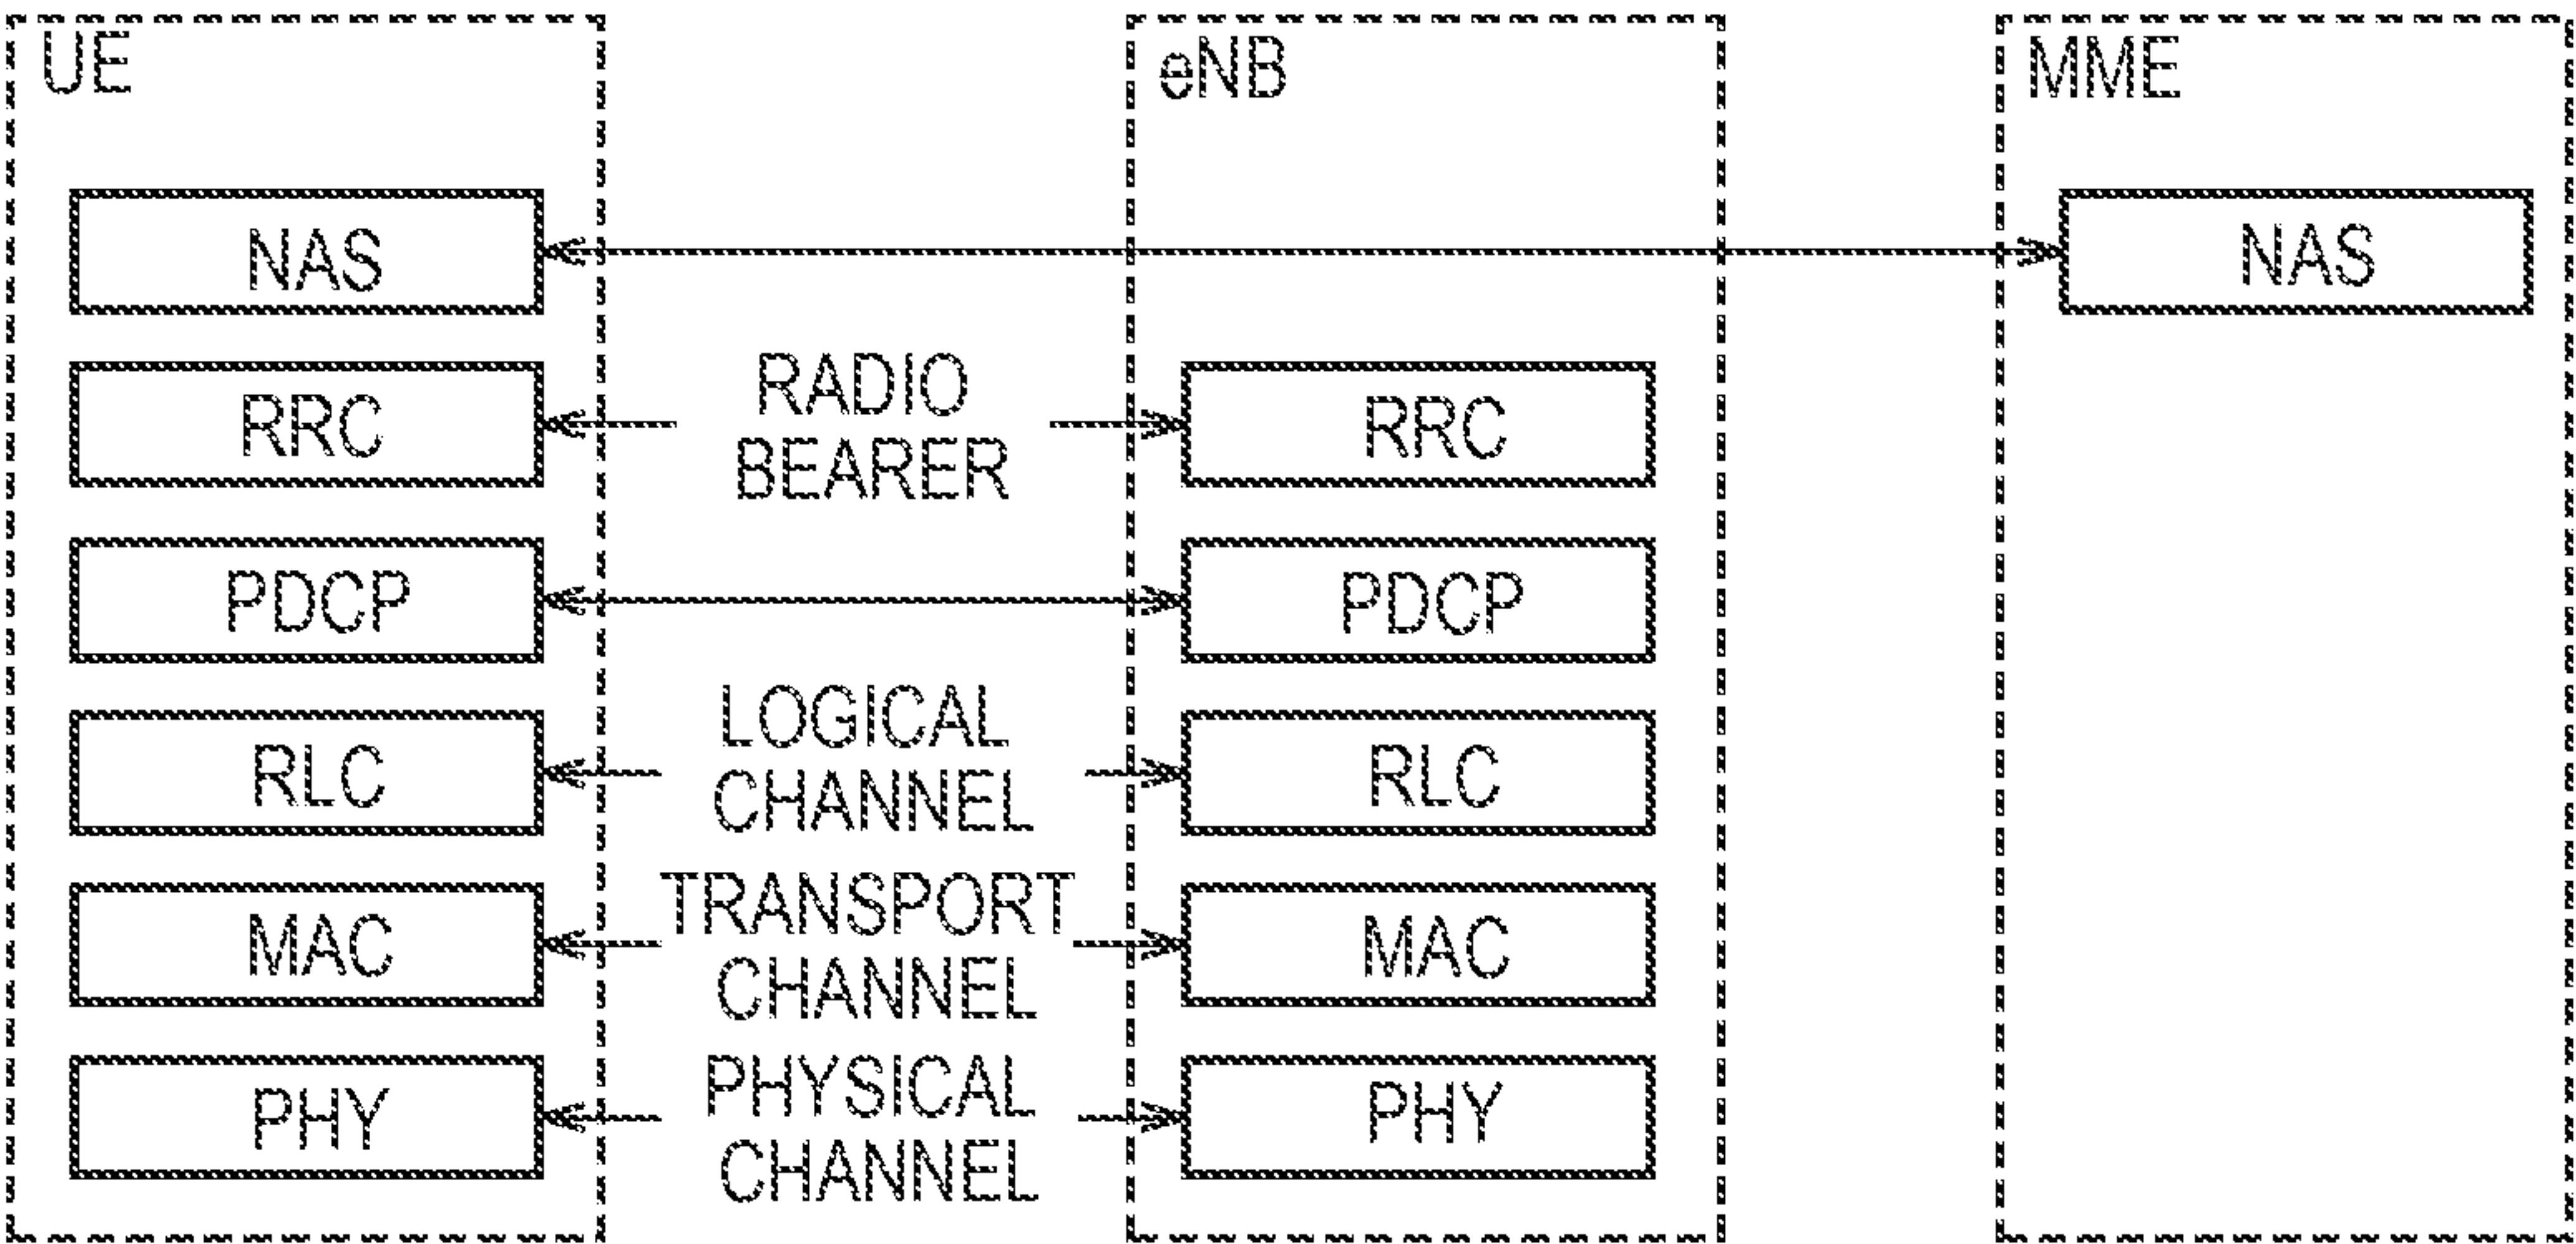 UE
eNB
MME
NAS
NAS
RRC
RADIO
BEARER
RRC
PDCP
PDCP
RLC
LOGICAL
CHANNEL
RLC
MAC
TRANSPORT
CHANNEL
MAC
PHY
PHYSICAL
CHANNEL
PHY